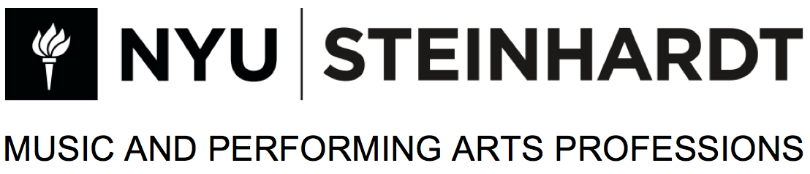 NYU | STEINHARDT
MUSIC AND PERFORMING ARTS PROFESSIONS